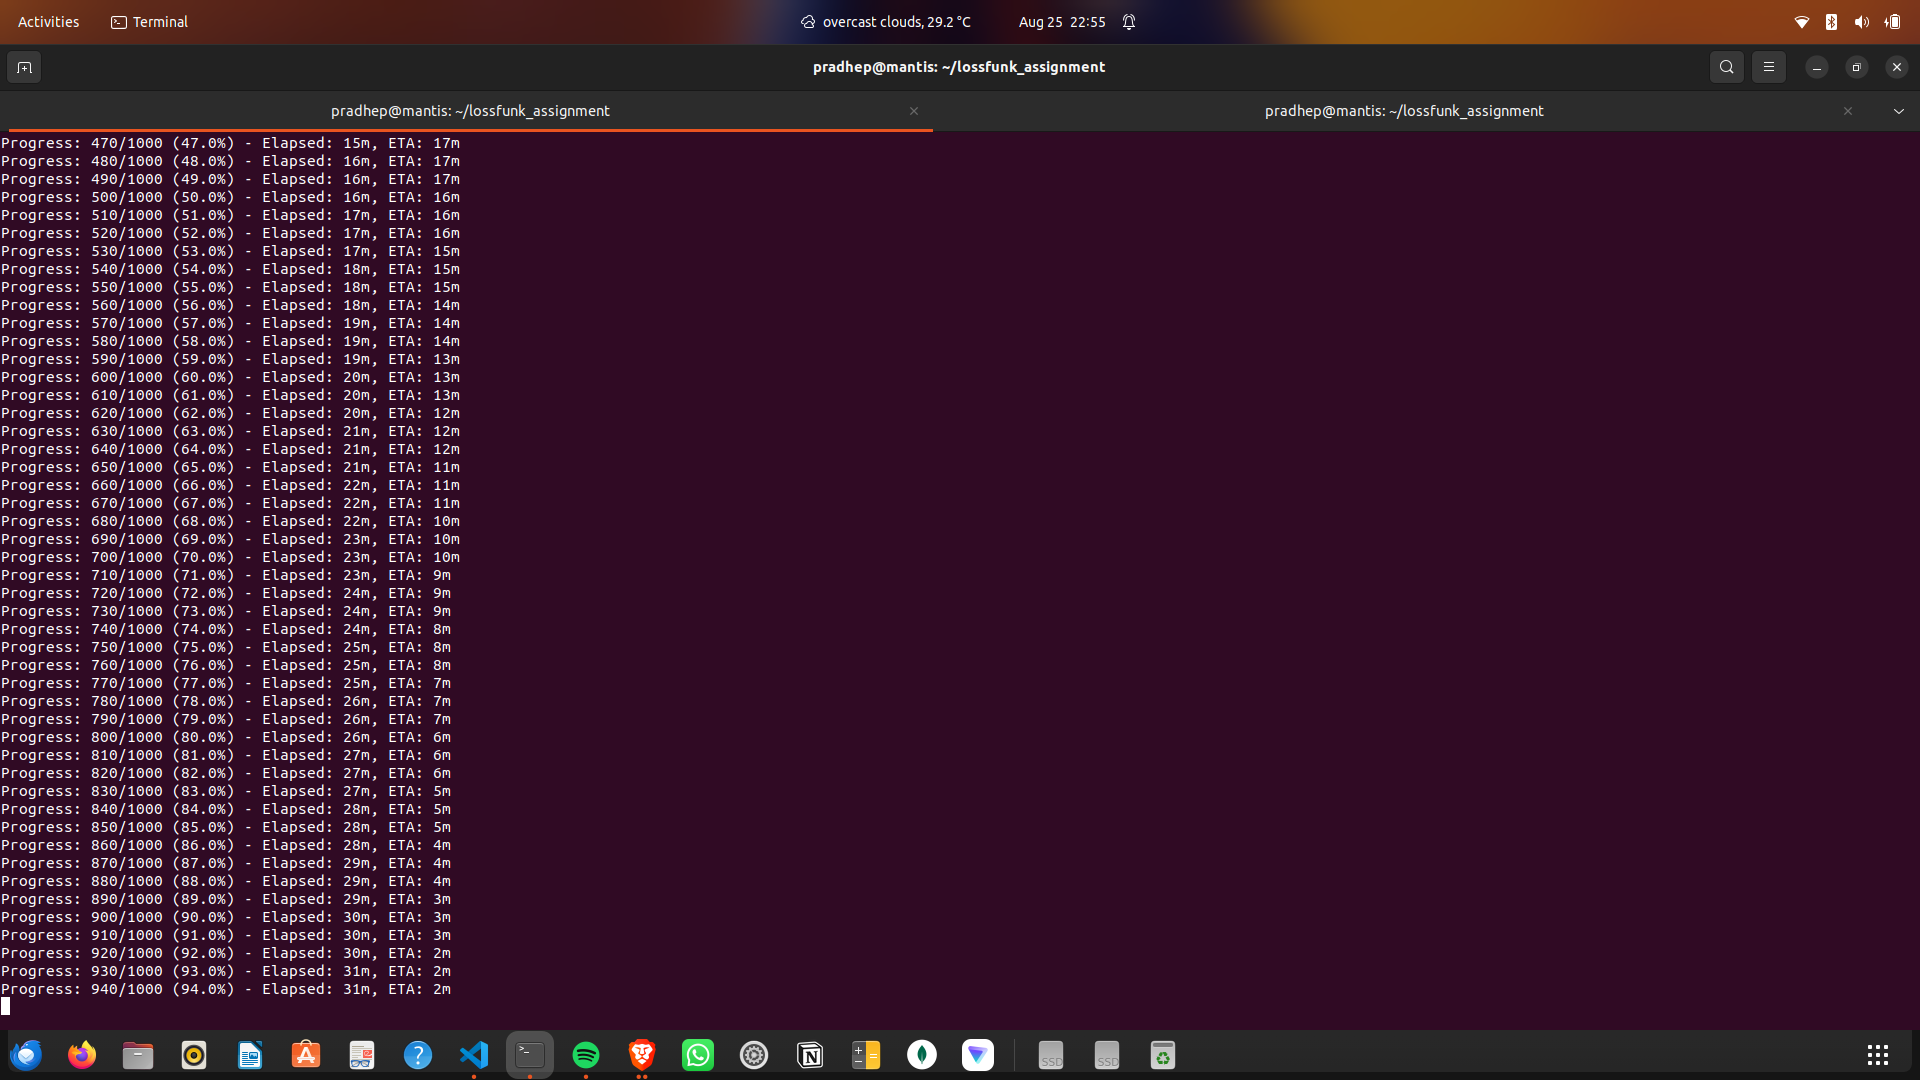 Activities
Terminal
overcast clouds, 29.2 °C
Aug 25 22:55
pradhep@mantis: ~/lossfunk_assignment
pradhep@mantis: ~/lossfunk_assignment
pradhep@mantis: ~/lossfunk_assignment
Progress: 470/1000 (47.0%) - Elapsed: 15m, ETA: 17m
Progress: 480/1000 (48.0%) - Elapsed: 16m, ETA: 17m
Progress: 490/1000 (49.0%) - Elapsed: 16m, ETA: 17m
Progress: 500/1000 (50.0%) - Elapsed: 16m, ETA: 16m
Progress: 510/1000 (51.0%) - Elapsed: 17m, ETA: 16m
Progress: 520/1000 (52.0%) - Elapsed: 17m, ETA: 16m
Progress: 530/1000 (53.0%) - Elapsed: 17m, ETA: 15m
Progress: 540/1000 (54.0%) - Elapsed: 18m, ETA: 15m
Progress: 550/1000 (55.0%) - Elapsed: 18m, ETA: 15m
Progress: 560/1000 (56.0%) - Elapsed: 18m, ETA: 14m
Progress: 570/1000 (57.0%) - Elapsed: 19m, ETA: 14m
Progress: 580/1000 (58.0%) - Elapsed: 19m, ETA: 14m
Progress: 590/1000 (59.0%) - Elapsed: 19m, ETA: 13m
Progress: 600/1000 (60.0%) - Elapsed: 20m, ETA: 13m
Progress: 610/1000 (61.0%) - Elapsed: 20m, ETA: 13m
Progress: 620/1000 (62.0%) - Elapsed: 20m, ETA: 12m
Progress: 630/1000 (63.0%) - Elapsed: 21m, ETA: 12m
Progress: 640/1000 (64.0%) - Elapsed: 21m, ETA: 12m
Progress: 650/1000 (65.0%) - Elapsed: 21m, ETA: 11m
Progress: 660/1000 (66.0%) - Elapsed: 22m, ETA: 11m
Progress: 670/1000 (67.0%) - Elapsed: 22m, ETA: 11m
Progress: 680/1000 (68.0%) - Elapsed: 22m, ETA: 10m
Progress: 690/1000 (69.0%) - Elapsed: 23m, ETA: 10m
Progress: 700/1000 (70.0%) - Elapsed: 23m, ETA: 10m
Progress: 710/1000 (71.0%) - Elapsed: 23m, ETA: 9m
Progress: 720/1000 (72.0%) - Elapsed: 24m, ETA: 9m
Progress: 730/1000 (73.0%) - Elapsed: 24m, ETA: 9m
Progress: 740/1000 (74.0%) - Elapsed: 24m, ETA: 8m
Progress: 750/1000 (75.0%) - Elapsed: 25m, ETA: 8m
Progress: 760/1000 (76.0%) - Elapsed: 25m, ETA: 8m
Progress: 770/1000 (77.0%) - Elapsed: 25m, ETA: 7m
Progress: 780/1000 (78.0%) - Elapsed: 26m, ETA: 7m
Progress: 790/1000 (79.0%) - Elapsed: 26m, ETA: 7m
Progress: 800/1000 (80.0%) - Elapsed: 26m, ETA: 6m
Progress: 810/1000 (81.0%) - Elapsed: 27m, ETA: 6m
Progress: 820/1000 (82.0%) - Elapsed: 27m, ETA: 6m
Progress: 830/1000 (83.0%) - Elapsed: 27m, ETA: 5m
Progress: 840/1000 (84.0%) - Elapsed: 28m, ETA: 5m
Progress: 850/1000 (85.0%) - Elapsed: 28m, ETA: 5m
Progress: 860/1000 (86.0%) - Elapsed: 28m, ETA: 4m
Progress: 870/1000 (87.0%) - Elapsed: 29m, ETA: 4m
Progress: 880/1000 (88.0%) - Elapsed: 29m, ETA: 4m
Progress: 890/1000 (89.0%) - Elapsed: 29m, ETA: 3m
Progress: 900/1000 (90.0%) - Elapsed: 30m, ETA: 3m
Progress: 910/1000 (91.0%) - Elapsed: 30m, ETA: 3m
Progress: 920/1000 (92.0%) - Elapsed: 30m, ETA: 2m
Progress: 930/1000 (93.0%) - Elapsed: 31m, ETA: 2m
Progress: 940/1000 (94.0%) - Elapsed: 31m, ETA: 2m
SSD
SSD